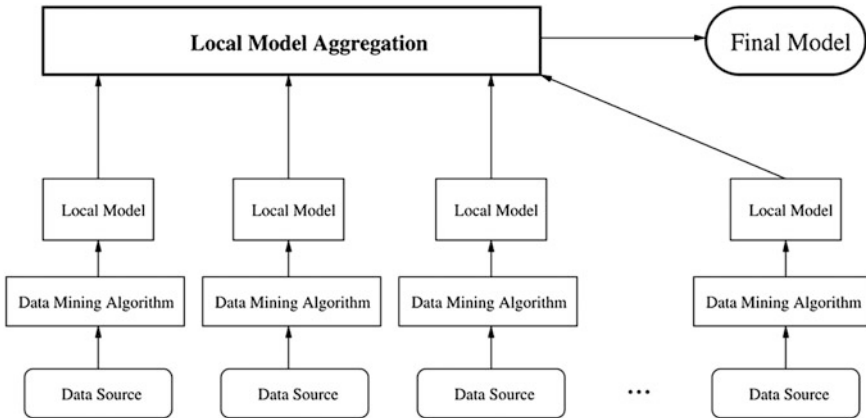 Local Model Aggregation
Final Model
Local Model
Local Model
Local Model
Local Model
Data Mining Algorithm
Data Mining Algorithm
Data Mining Algorithm
Data Mining Algorithm
Data Source
Data Source
Data Source
...
Data Source